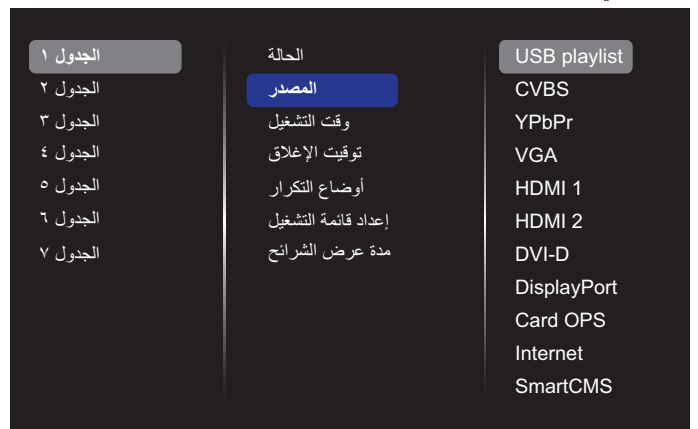 الجدول ١
الجدول ٢
الجدول ٣
الجدول ٤
الجدول ٥
الجدول ٦
الجدول ٧
الحالة
المصدر
وقت التشغيل
توقيت الإغلاق
أوضاع التكرار
إعداد قائمة التشغيل
مدة عرض الشرائح
USB playlist
CVBS
YPbPr
VGA
HDMI 1
HDMI 2
DVI-D
DisplayPort
Card OPS
Internet
SmartCMS